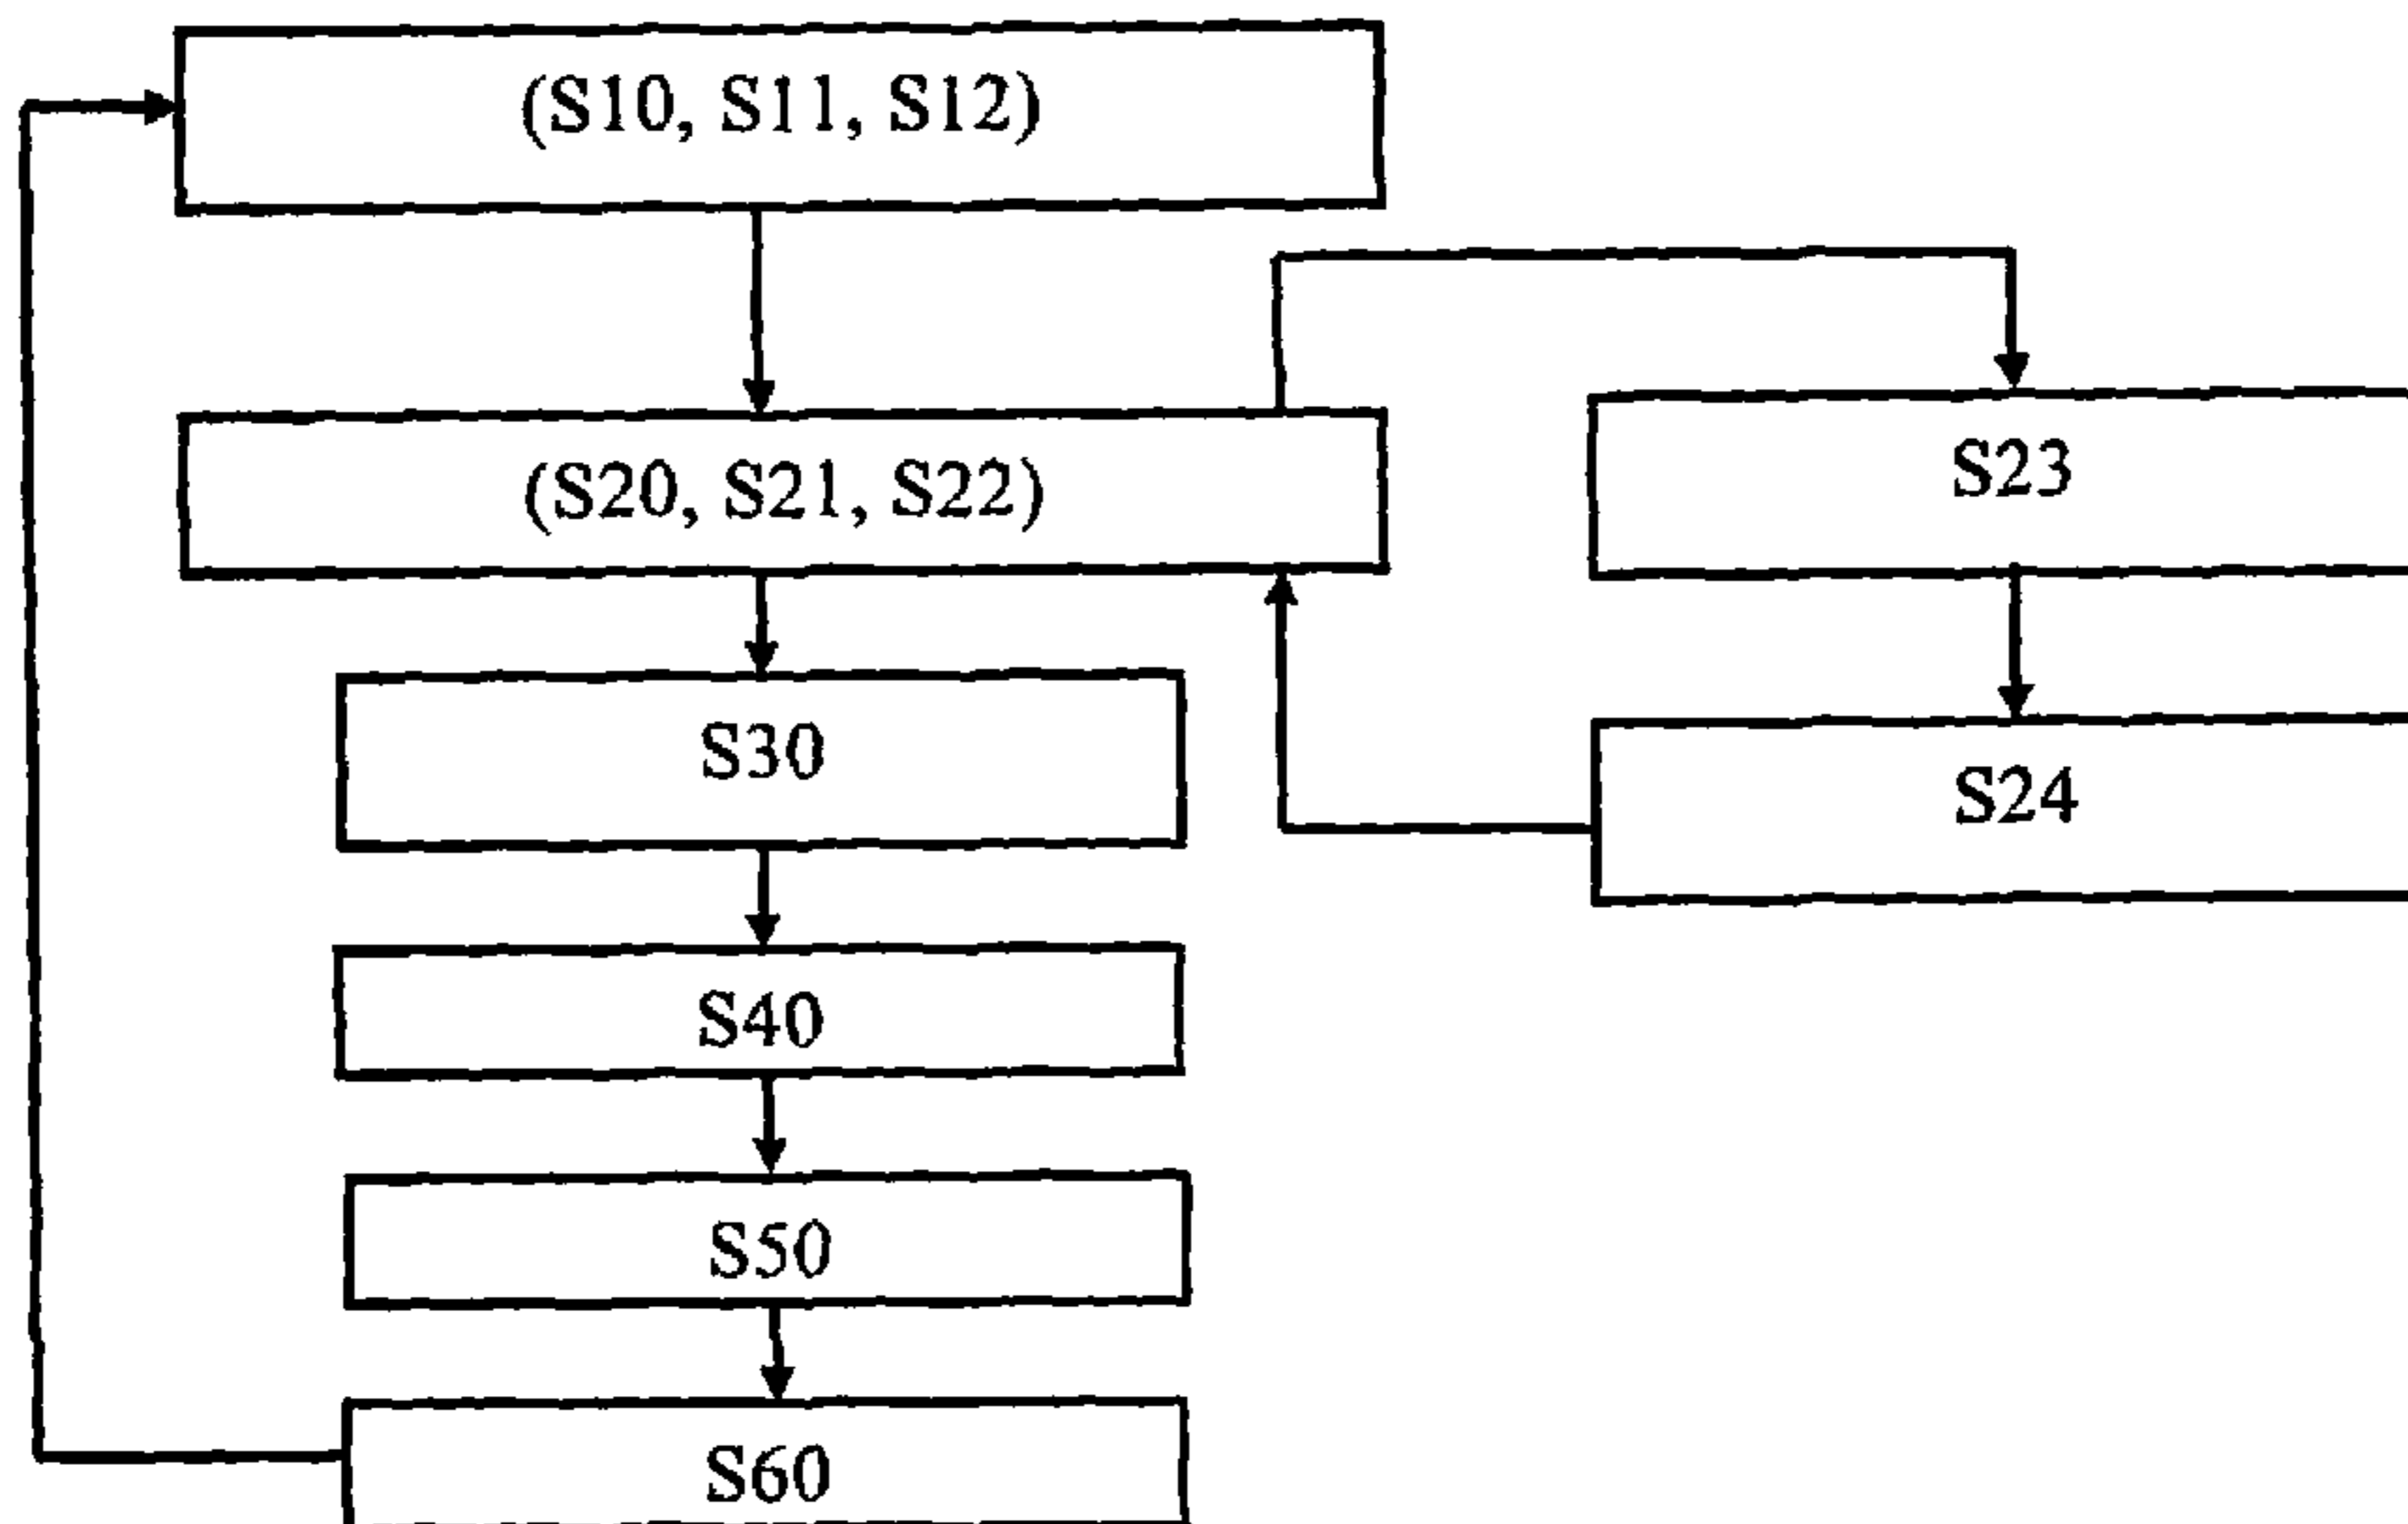 (S10, S11, S12)
(S20, S21, S22)
S23
S30
S24
S40
S50
S60